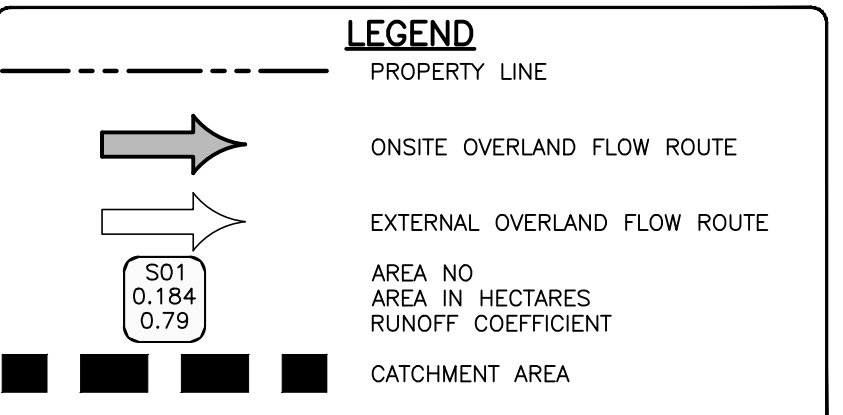 LEGEND
PROPERTY LINE
ONSITE OVERLAND FLOW ROUTE
EXTERNAL OVERLAND FLOW ROUTE
S01
0.184
0.79
AREA NO
AREA IN HECTARES
RUNOFF COEFFICIENT
CATCHMENT AREA